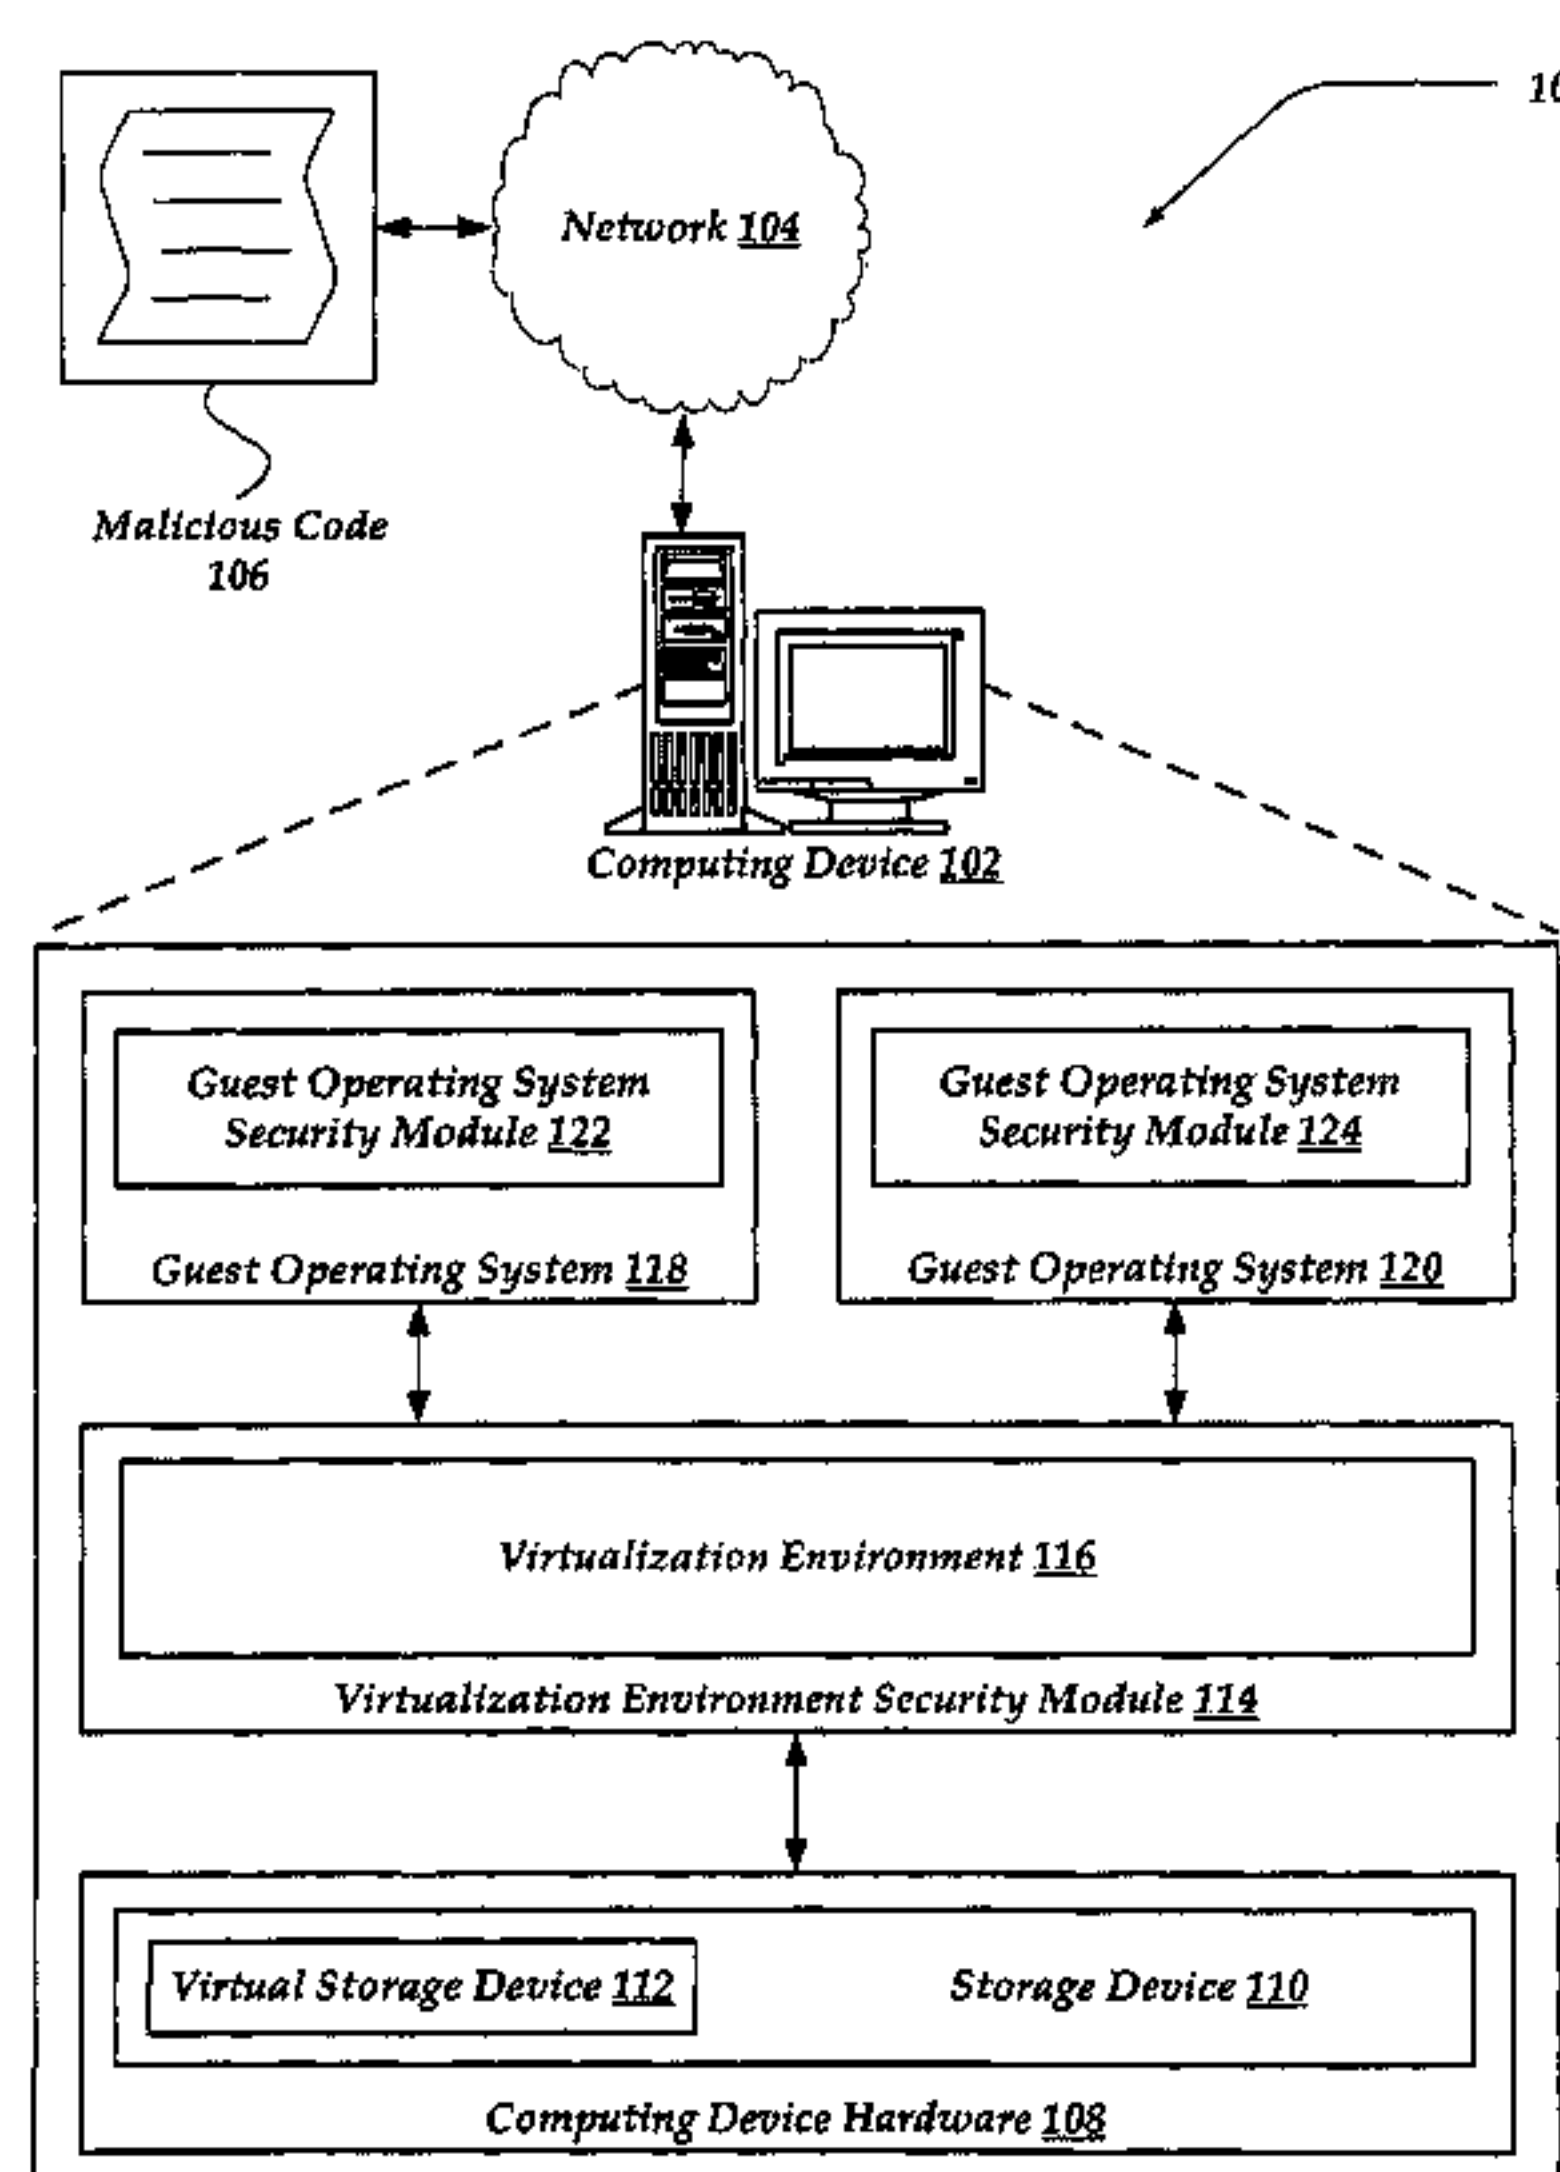 Network 104
Malicious Code
106
Computing Device 102
Guest Operating System
Security Module 122
Guest Operating System 118
Guest Operating System
Security Module 124
Guest Operating System 120
Virtualization Environment 116
Virtualization Environment Security Module 114
Virtual Storage Device 112
Storage Device 110
Computing Device Hardware 108